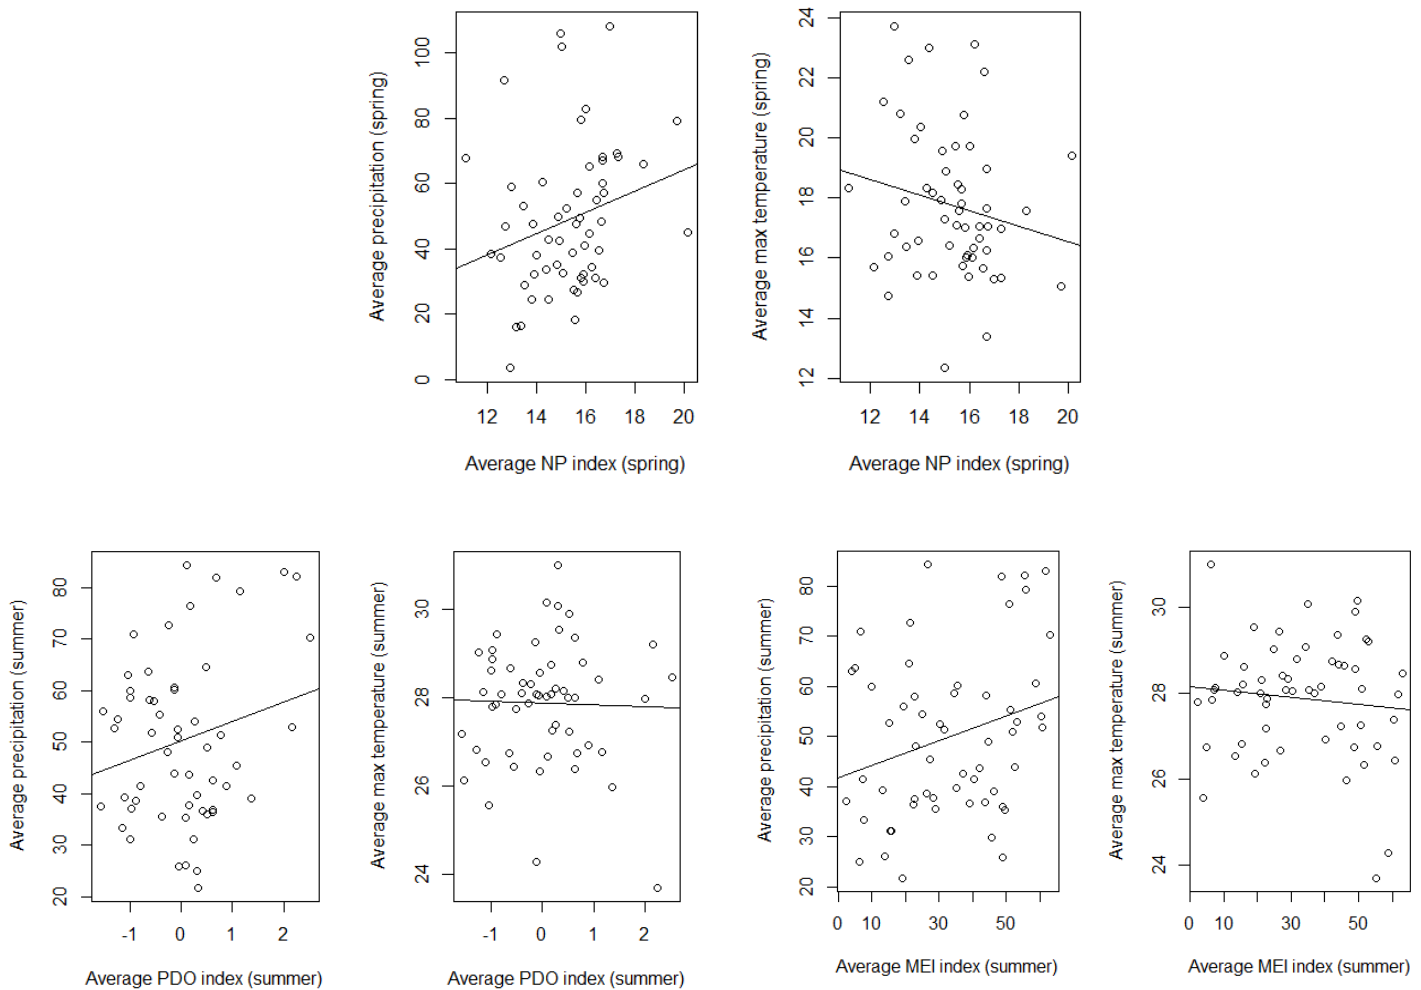 Average precipitation (spring)
0 20 40 60 80 100
12 14 16 18 20
Average NP index (spring)
Average max temperature (spring)
12 14 16 18 20 22 24
12 14 16 18 20
Average NP index (spring)
Average precipitation (summer)
20 30 40 50 60 70 80
-1 0 1 2
Average PDO index (summer)
Average max temperature (summer)
24 26 28 30
-1 0 1 2
Average PDO index (summer)
Average precipitation (summer)
20 30 40 50 60 70 80
0 10 30 50
Average MEI index (summer)
Average max temperature (summer)
24 26 28 30
0 10 30 50
Average MEI index (summer)